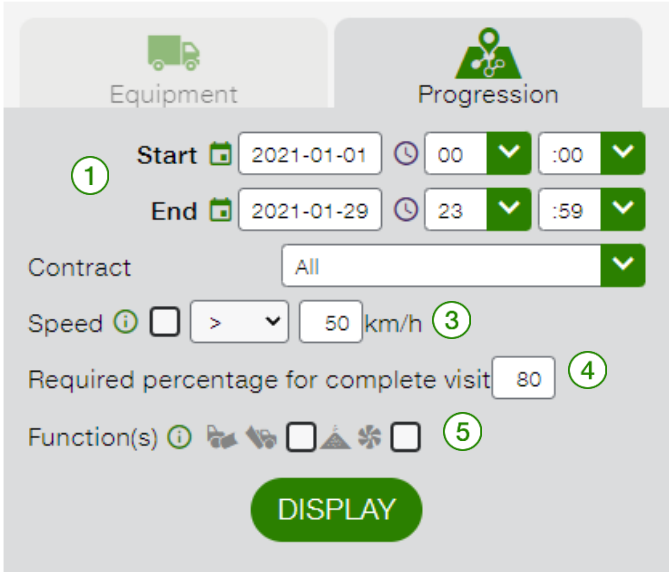 Equipment
Progression
Start 2021-01-01 00 :00
1
End 2021-01-29 23 :59
Contract All
Speed > 50 km/h 3
Required percentage for complete visit 80 4
Function(s) 5
DISPLAY